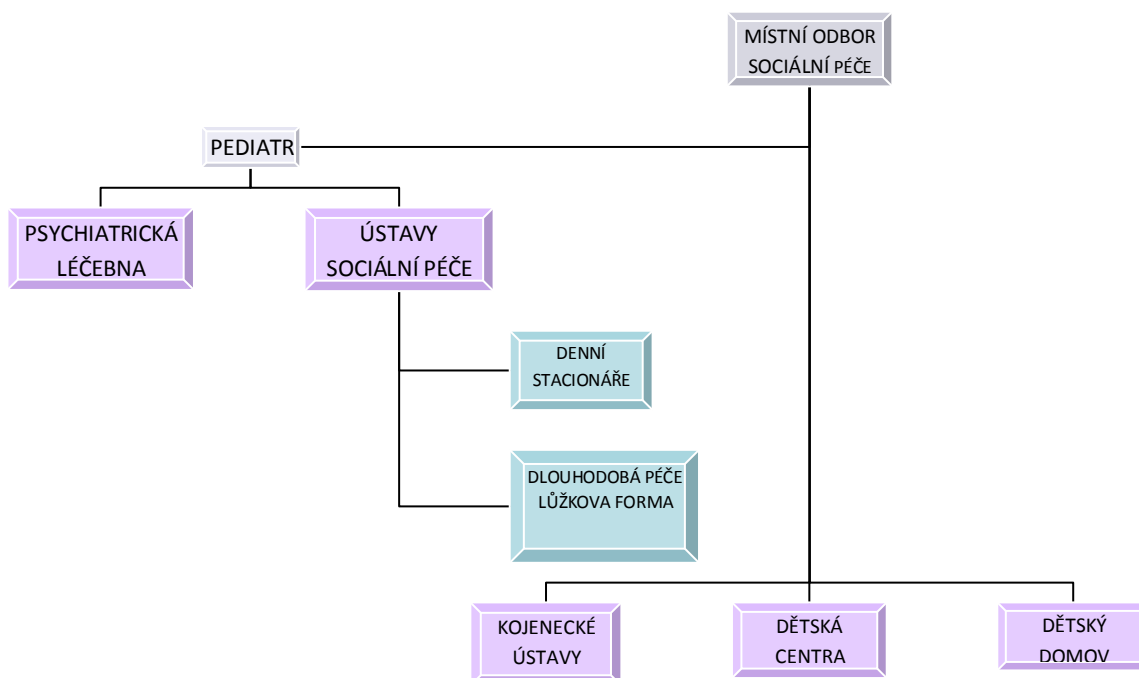 MÍSTNÍ ODBOR
SOCIÁLNÍ PÉČE
PEDIATR
PSYCHIATRICKÁ
LÉČEBNA
ÚSTAVY
SOCIÁLNÍ PÉČE
DENNÍ
STACIONÁŘE
DLOUHODOBÁ PÉČE
LŮŽKOVA FORMA
KOJENECKÉ
ÚSTAVY
DĚTSKÁ
CENTRA
DĚTSKÝ
DOMOV